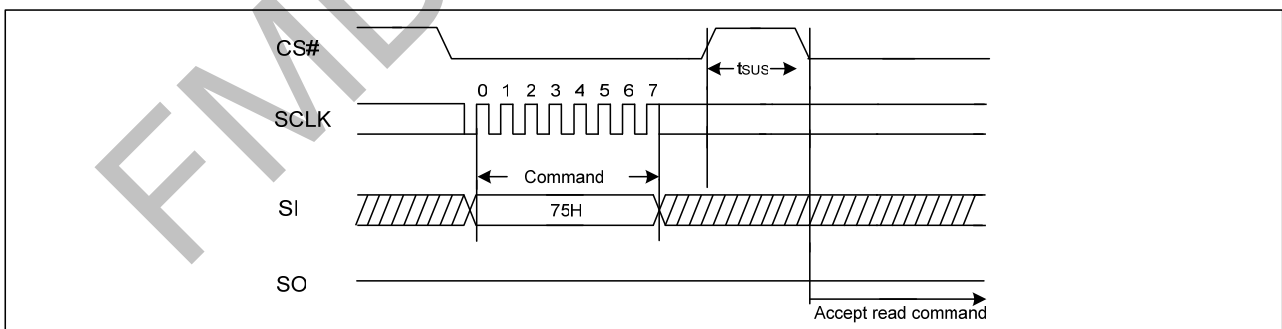 CS#
tSUS
0 1 2 3 4 5 6 7
SCLK
Command
SI
75H
SO
Accept read command